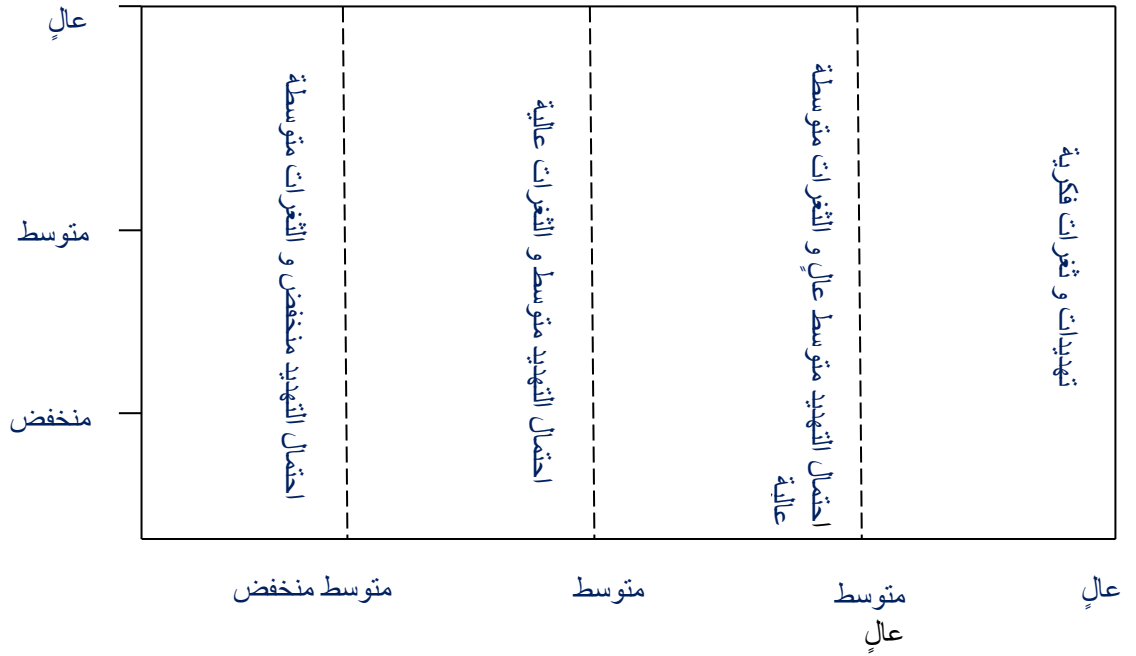 عالٍ
متوسط
منخفض
احتمال التهديد منخفض و الثغرات متوسطة
احتمال التهديد متوسط و الثغرات عالية
احتمال التهديد متوسط عالٍ و الثغرات متوسطة
عالية
تهديدات و ثغرات فكرية
متوسط منخفض
متوسط
متوسط
عالٍ
عالٍ